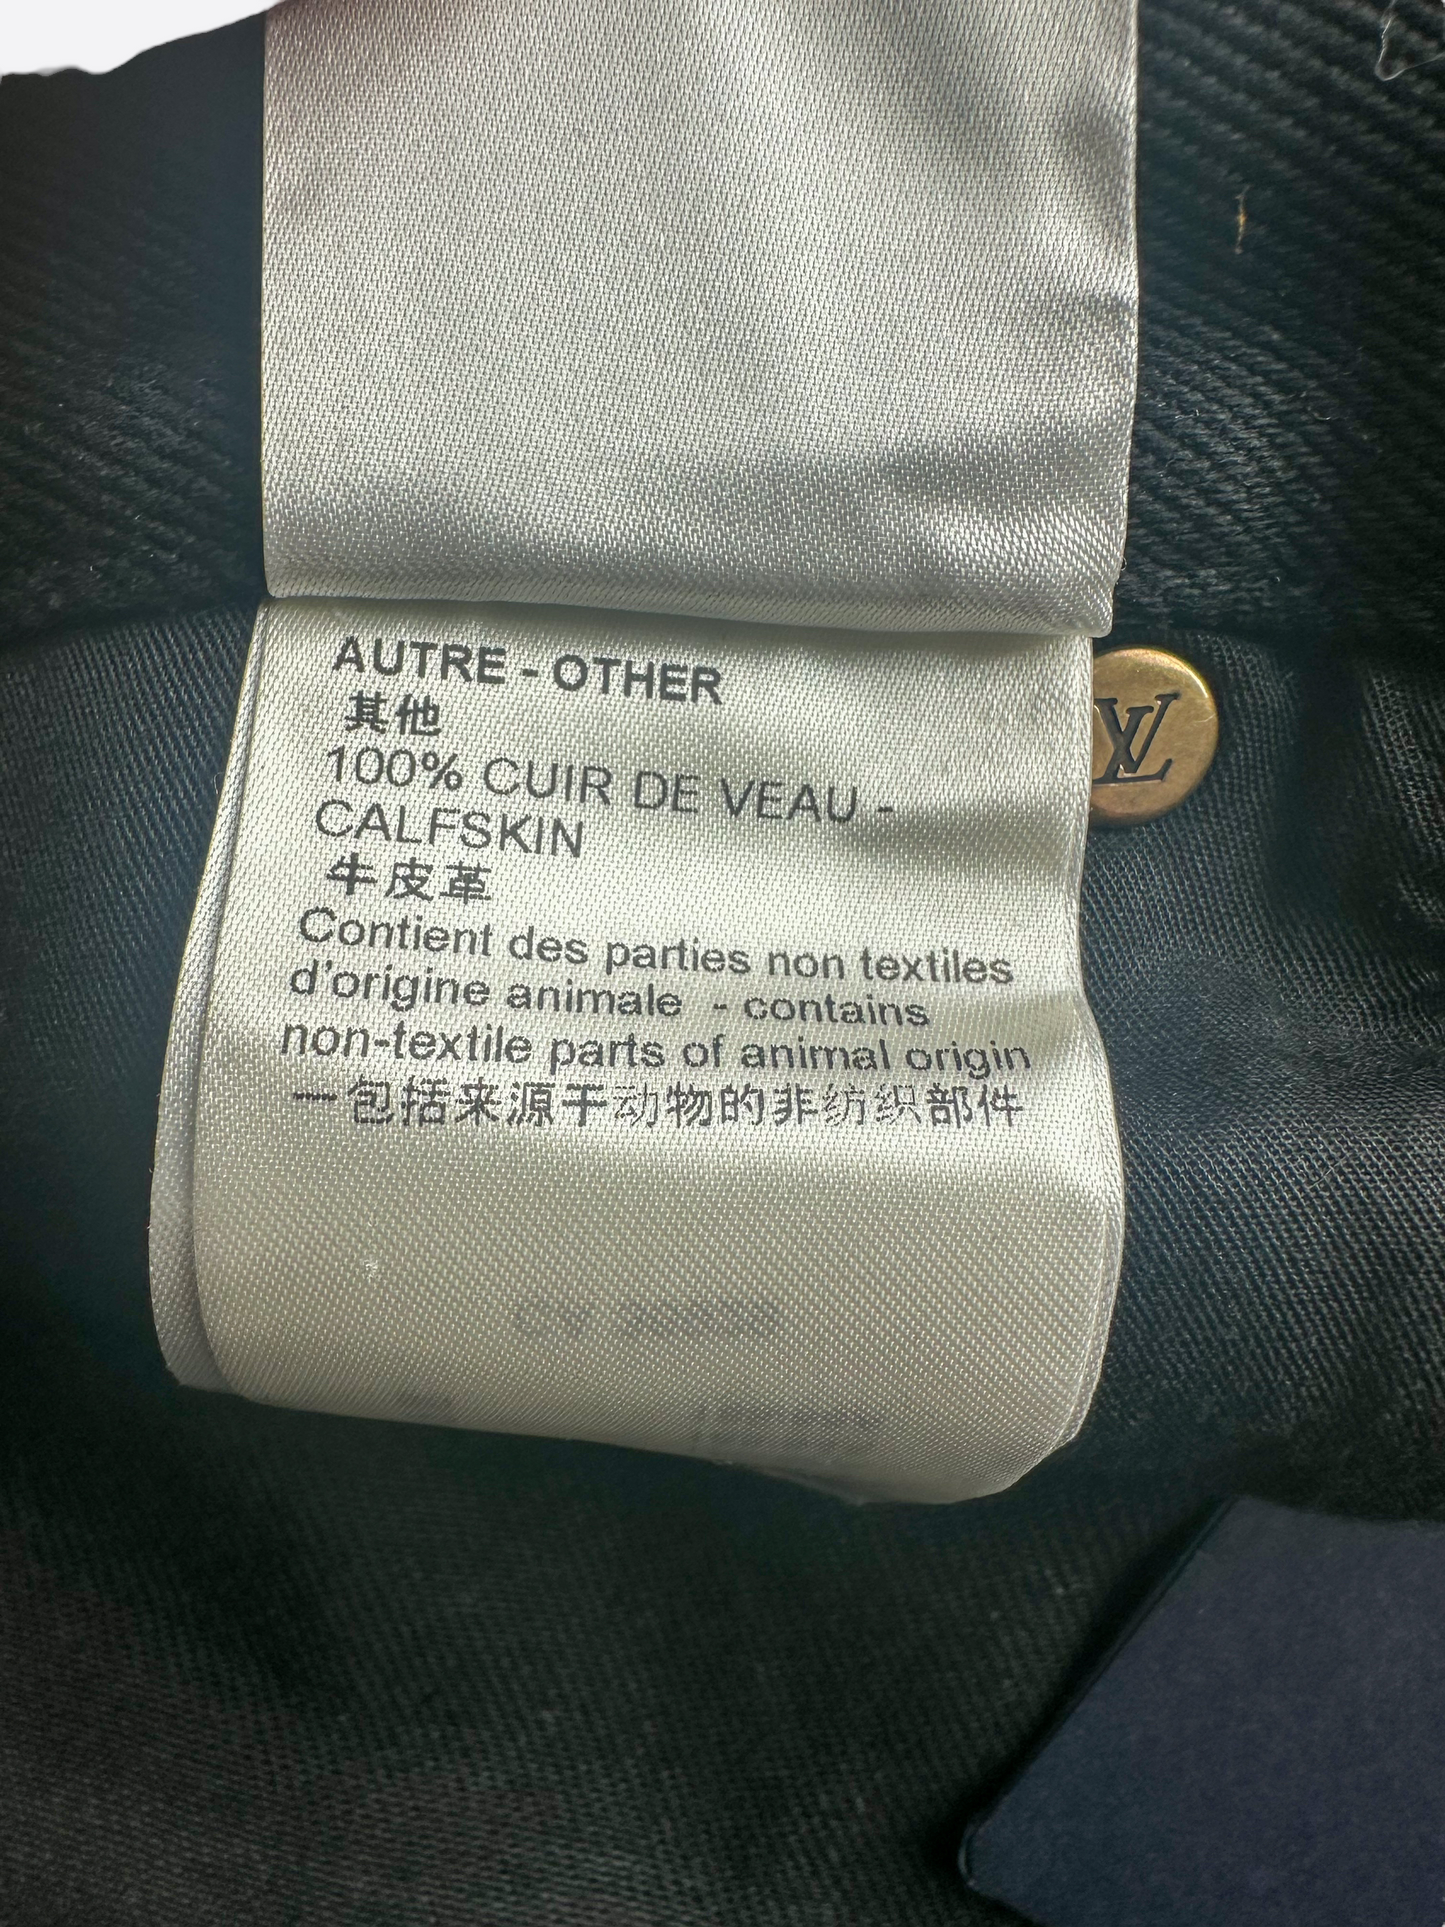 AUTRE - OTHER
其他
100% CUIR DE VEAU -
CALFSKIN
牛皮革
Contient des parties non textiles
d'origine animale - contains
non-textile parts of animal origin
一包括来源于动物的非纺织部件
LV